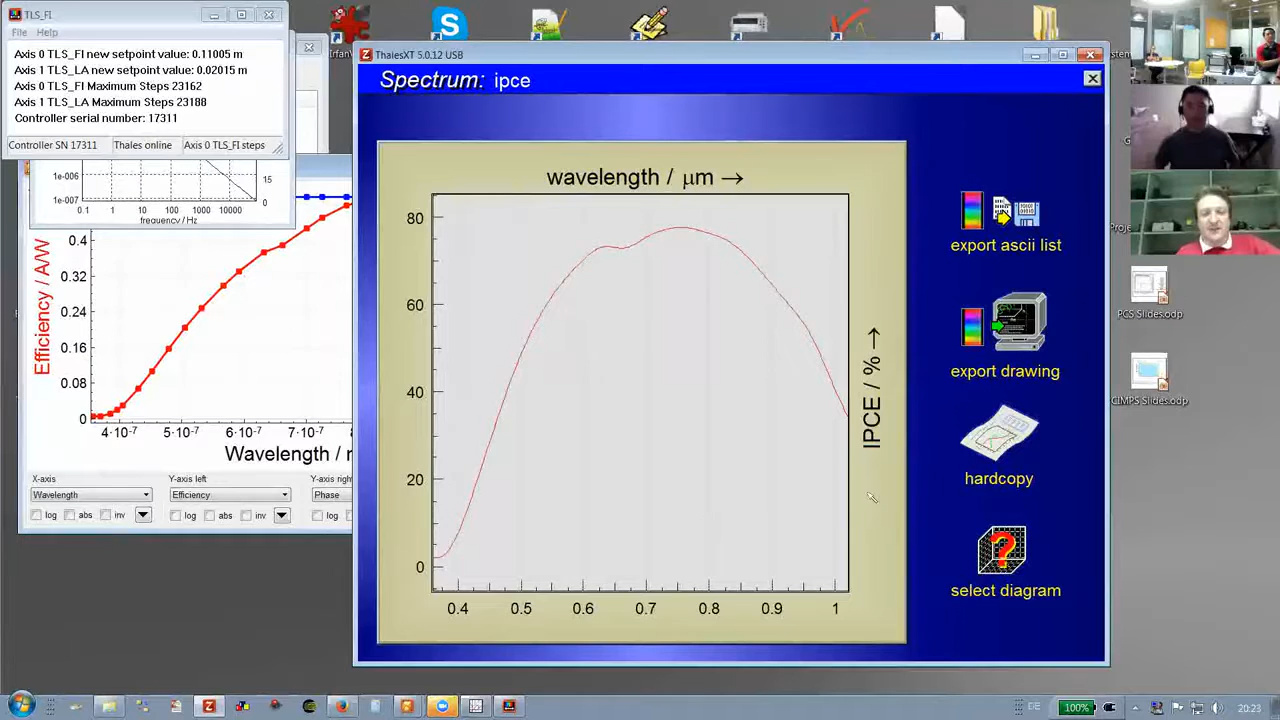 TLS_FI
File Help
Axis 0 TLS_FI new setpoint value: 0.11005 m
Axis 1 TLS_LA new setpoint value: 0.02015 m
Axis 0 TLS_FI Maximum Steps 23162
Axis 1 TLS_LA Maximum Steps 23188
Controller serial number: 17311
Controller SN 17311 Thales online Axis 0 TLS_FI steps
1e-006
1e-007
15
0
0.1 1 10 100 1000 10000
frequency / Hz
Efficiency / A/W
0.4
0.32
0.24
0.16
0.08
0
4·10⁻⁷ 5·10⁻⁷ 6·10⁻⁷ 7·10⁻⁷
Wavelength /
X-axis Y-axis left Y-axis right
Wavelength Efficiency Phase
log abs inv log abs inv log
ThalesXT 5.0.12 USB
Spectrum: ipce
wavelength / µm →
80
60
40
20
0
0.4 0.5 0.6 0.7 0.8 0.9 1
IPCE / % →
export ascii list
export drawing
hardcopy
select diagram
PCS Slides.odp
CIMPS Slides.odp
100%
DE
20:23